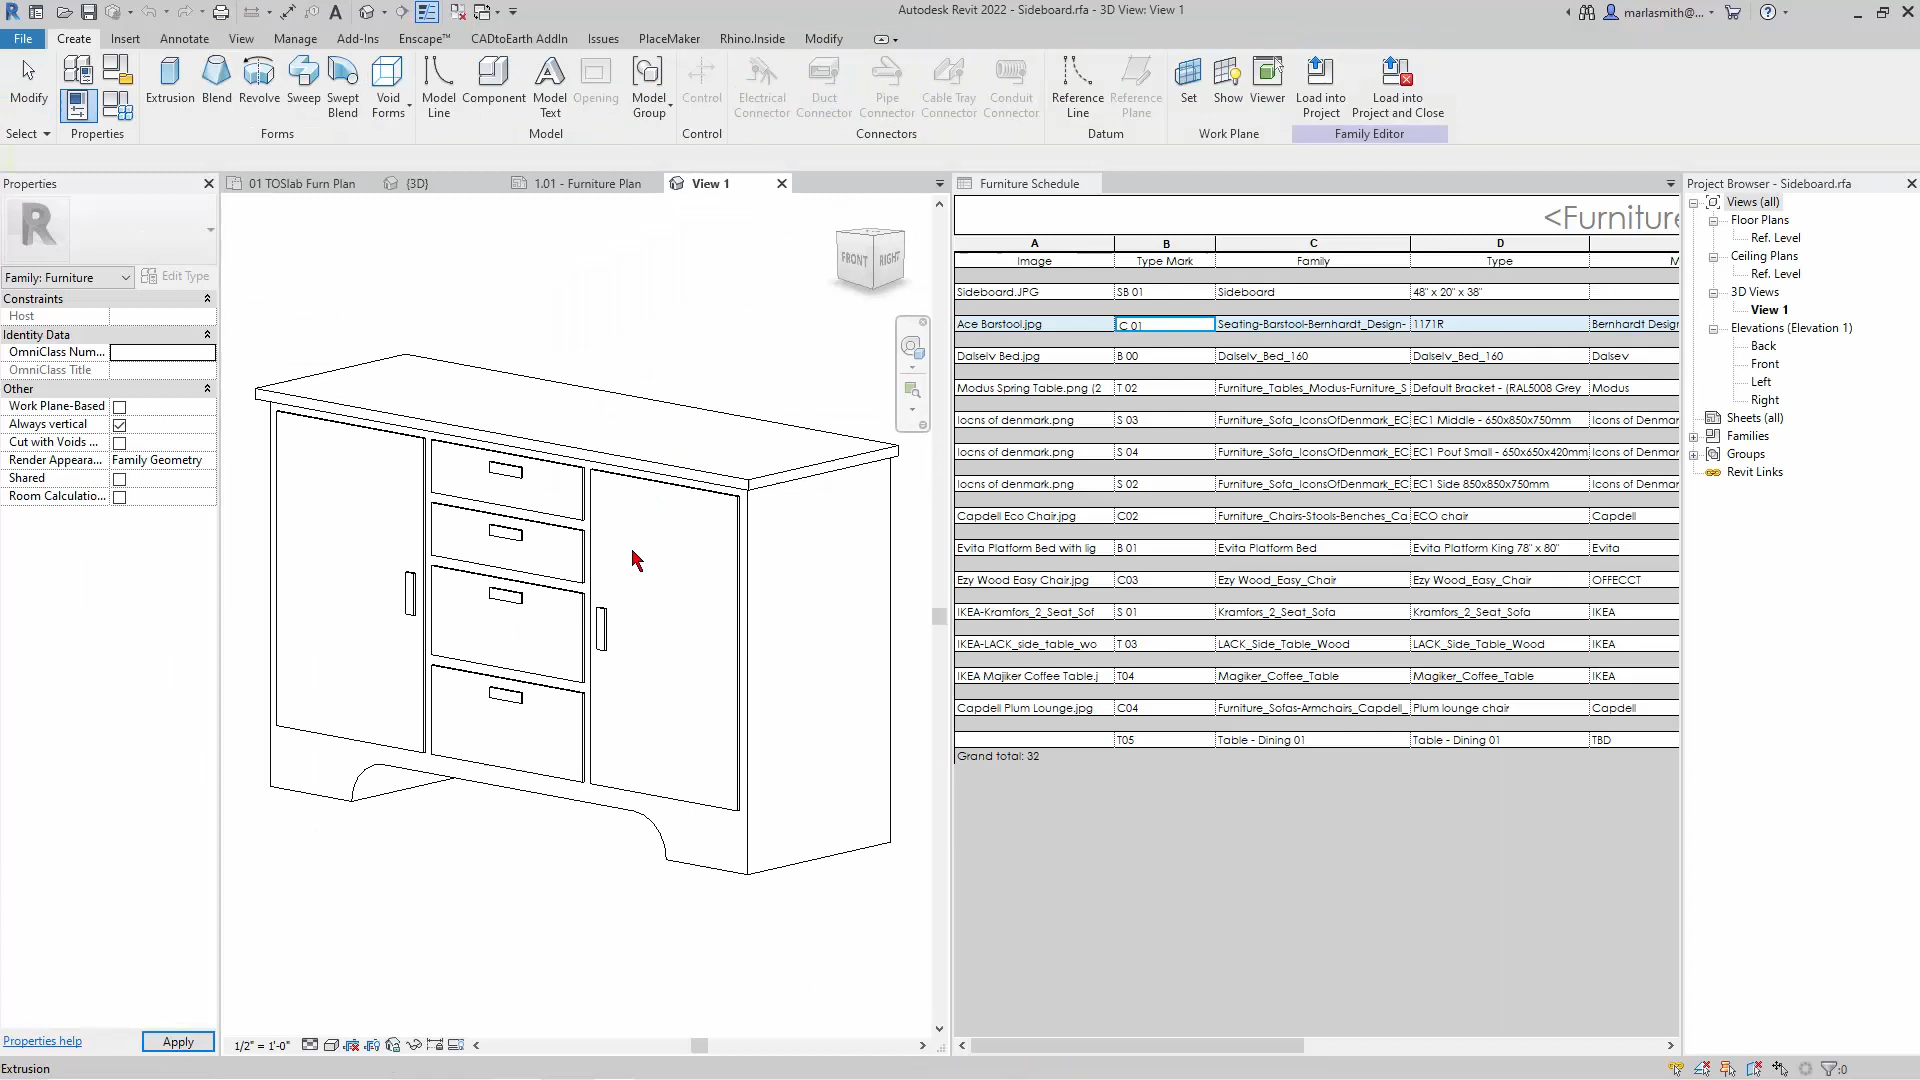 Autodesk Revit 2022 - Sideboard.rfa - 3D View: View 1
marlasmith@...
File Create Insert Annotate View Manage Add-Ins Enscape™ CADtoEarth AddIn Issues PlaceMaker Rhino.Inside Modify
Modify
Extrusion Blend Revolve Sweep Swept Blend Void Forms
Model Line Component Model Text Opening Model Group
Control
Electrical Connector Duct Connector Pipe Connector Cable Tray Connector Conduit Connector
Reference Line Reference Plane
Set Show Viewer
Load into Project Load into Project and Close
Select Properties Forms Model Control Connectors Datum Work Plane Family Editor
Properties
Family: Furniture Edit Type
Constraints
Host
Identity Data
OmniClass Num...
OmniClass Title
Other
Work Plane-Based
Always vertical
Cut with Voids ...
Render Appeara... Family Geometry
Shared
Room Calculatio...
Properties help Apply
01 TOSlab Furn Plan {3D} 1.01 - Furniture Plan View 1
FRONT RIGHT
1/2" = 1'-0"
Furniture Schedule
<Furniture
A B C D
Image Type Mark Family Type M
Sideboard.JPG SB 01 Sideboard 48" x 20" x 38"
Ace Barstool.jpg C 01 Seating-Barstool-Bernhardt_Design- 1171R Bernhardt Design
Dalselv Bed.jpg B 00 Dalselv_Bed_160 Dalselv_Bed_160 Dalsev
Modus Spring Table.png (2 T 02 Furniture_Tables_Modus-Furniture_S Default Bracket - (RAL5008 Grey Modus
Iocns of denmark.png S 03 Furniture_Sofa_IconsOfDenmark_EC EC1 Middle - 650x850x750mm Icons of Denmar
Iocns of denmark.png S 04 Furniture_Sofa_IconsOfDenmark_EC EC1 Pouf Small - 650x650x420mm Icons of Denmar
Iocns of denmark.png S 02 Furniture_Sofa_IconsOfDenmark_EC EC1 Side 850x850x750mm Icons of Denmar
Capdell Eco Chair.jpg C02 Furniture_Chairs-Stools-Benches_Ca ECO chair Capdell
Evita Platform Bed with lig B 01 Evita Platform Bed Evita Platform King 78" x 80" Evita
Ezy Wood Easy Chair.jpg C03 Ezy Wood_Easy_Chair Ezy Wood_Easy_Chair OFFECCT
IKEA-Kramfors_2_Seat_Sof S 01 Kramfors_2_Seat_Sofa Kramfors_2_Seat_Sofa IKEA
IKEA-LACK_side_table_wo T 03 LACK_Side_Table_Wood LACK_Side_Table_Wood IKEA
IKEA Majiker Coffee Table.j T04 Magiker_Coffee_Table Magiker_Coffee_Table IKEA
Capdell Plum Lounge.jpg C04 Furniture_Sofas-Armchairs_Capdell_ Plum lounge chair Capdell
T05 Table - Dining 01 Table - Dining 01 TBD
Grand total: 32
Project Browser - Sideboard.rfa
Views (all)
Floor Plans
Ref. Level
Ceiling Plans
Ref. Level
3D Views
View 1
Elevations (Elevation 1)
Back
Front
Left
Right
Sheets (all)
Families
Groups
Revit Links
Extrusion
:0